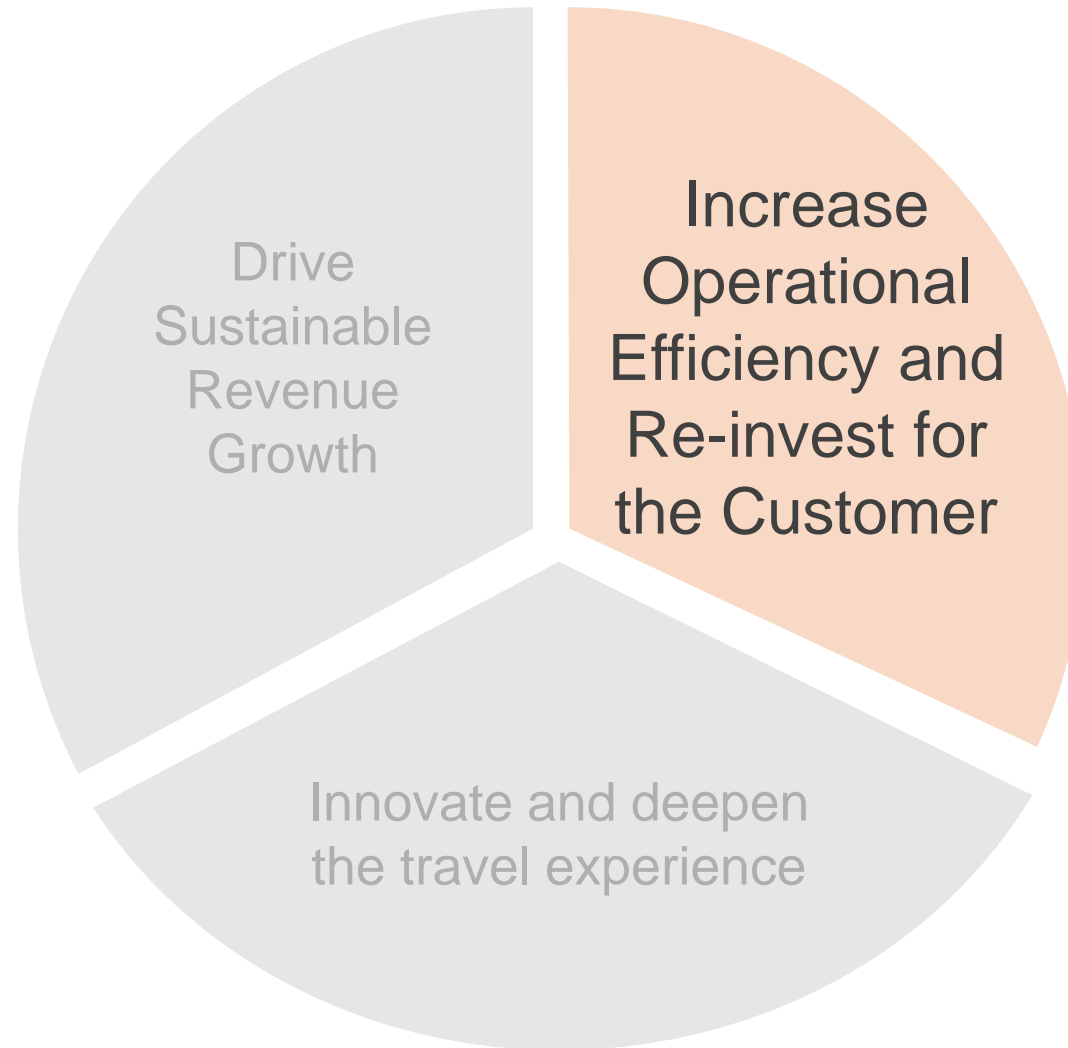 Drive
Sustainable
Revenue
Growth
Increase
Operational
Efficiency and
Re-invest for
the Customer
Innovate and deepen
the travel experience